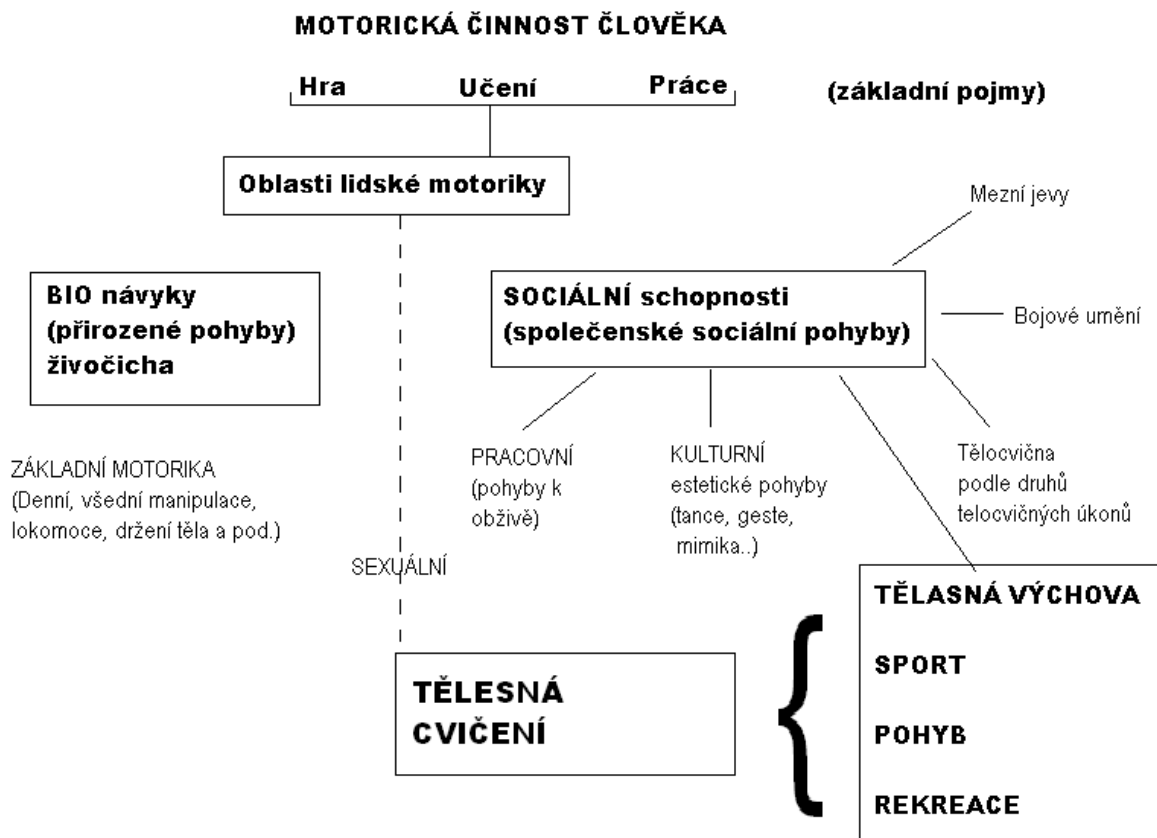 MOTORICKÁ ČINNOST ČLOVĚKA
Hra Učení Práce
(základní pojmy)
Oblasti lidské motoriky
Mezní jevy
BIO návyky
(přirozené pohyby)
živočicha
SOCIÁLNÍ schopnosti
(společenské sociální pohyby)
Bojové umění
ZÁKLADNÍ MOTORIKA
(Denní, všední manipulace,
lokomoce, držení těla a pod.)
SEXUÁLNÍ
PRACOVNÍ
(pohyby k
obživě)
KULTURNÍ
estetické pohyby
(tance, geste,
mimika..)
Tělocvična
podle druhů
telocvičných úkonů
TĚLESNÁ
CVIČENÍ
{
TĚLASNÁ VÝCHOVA
SPORT
POHYB
REKREACE